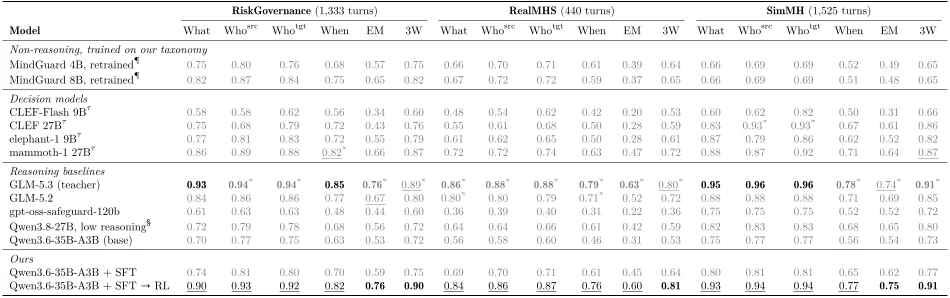 RiskGovernance (1,333 turns) RealMHS (440 turns) SimMH (1,525 turns)
Model What Who^src Who^tgt When EM 3W What Who^src Who^tgt When EM 3W What Who^src Who^tgt When EM 3W
Non-reasoning, trained on our taxonomy
MindGuard 4B, retrained¶ 0.75 0.80 0.76 0.68 0.57 0.75 0.66 0.70 0.71 0.61 0.39 0.64 0.66 0.69 0.69 0.52 0.49 0.65
MindGuard 8B, retrained¶ 0.82 0.87 0.84 0.75 0.65 0.82 0.67 0.72 0.72 0.59 0.37 0.65 0.66 0.69 0.69 0.51 0.48 0.65
Decision models
CLEF-Flash 9Bτ 0.58 0.58 0.62 0.56 0.34 0.60 0.48 0.54 0.62 0.42 0.20 0.53 0.60 0.62 0.82 0.50 0.31 0.66
CLEF 27Bτ 0.75 0.68 0.79 0.72 0.43 0.76 0.55 0.61 0.68 0.50 0.28 0.59 0.83 0.93≈ 0.93≈ 0.67 0.61 0.86
elephant-1 9Bτ 0.77 0.81 0.83 0.72 0.55 0.79 0.61 0.62 0.65 0.50 0.28 0.61 0.87 0.79 0.86 0.62 0.52 0.82
mammoth-1 27Bτ 0.86 0.89 0.88 0.82≈ 0.66 0.87 0.72 0.72 0.74 0.63 0.47 0.72 0.88 0.87 0.92 0.71 0.64 0.87
Reasoning baselines
GLM-5.3 (teacher) 0.93 0.94≈ 0.94≈ 0.85 0.76≈ 0.89≈ 0.86≈ 0.88≈ 0.88≈ 0.79≈ 0.63≈ 0.80≈ 0.95 0.96 0.96 0.78≈ 0.74≈ 0.91≈
GLM-5.2 0.84 0.86 0.86 0.77 0.67 0.80 0.80≈ 0.80 0.79 0.71≈ 0.52 0.72 0.88 0.88 0.88 0.71 0.69 0.85
gpt-oss-safeguard-120b 0.61 0.63 0.63 0.48 0.44 0.60 0.36 0.39 0.40 0.31 0.22 0.36 0.75 0.75 0.75 0.52 0.52 0.72
Qwen3.8-27B, low reasoning§ 0.72 0.79 0.78 0.68 0.56 0.72 0.64 0.64 0.66 0.61 0.42 0.59 0.82 0.83 0.83 0.68 0.65 0.80
Qwen3.6-35B-A3B (base) 0.70 0.77 0.75 0.63 0.53 0.72 0.56 0.58 0.60 0.46 0.31 0.53 0.75 0.77 0.77 0.56 0.54 0.73
Ours
Qwen3.6-35B-A3B + SFT 0.74 0.81 0.80 0.70 0.59 0.75 0.69 0.70 0.71 0.61 0.45 0.64 0.80 0.81 0.81 0.65 0.62 0.77
Qwen3.6-35B-A3B + SFT → RL 0.90 0.93 0.92 0.82 0.76 0.90 0.84 0.86 0.87 0.76 0.60 0.81 0.93 0.94 0.94 0.77 0.75 0.91